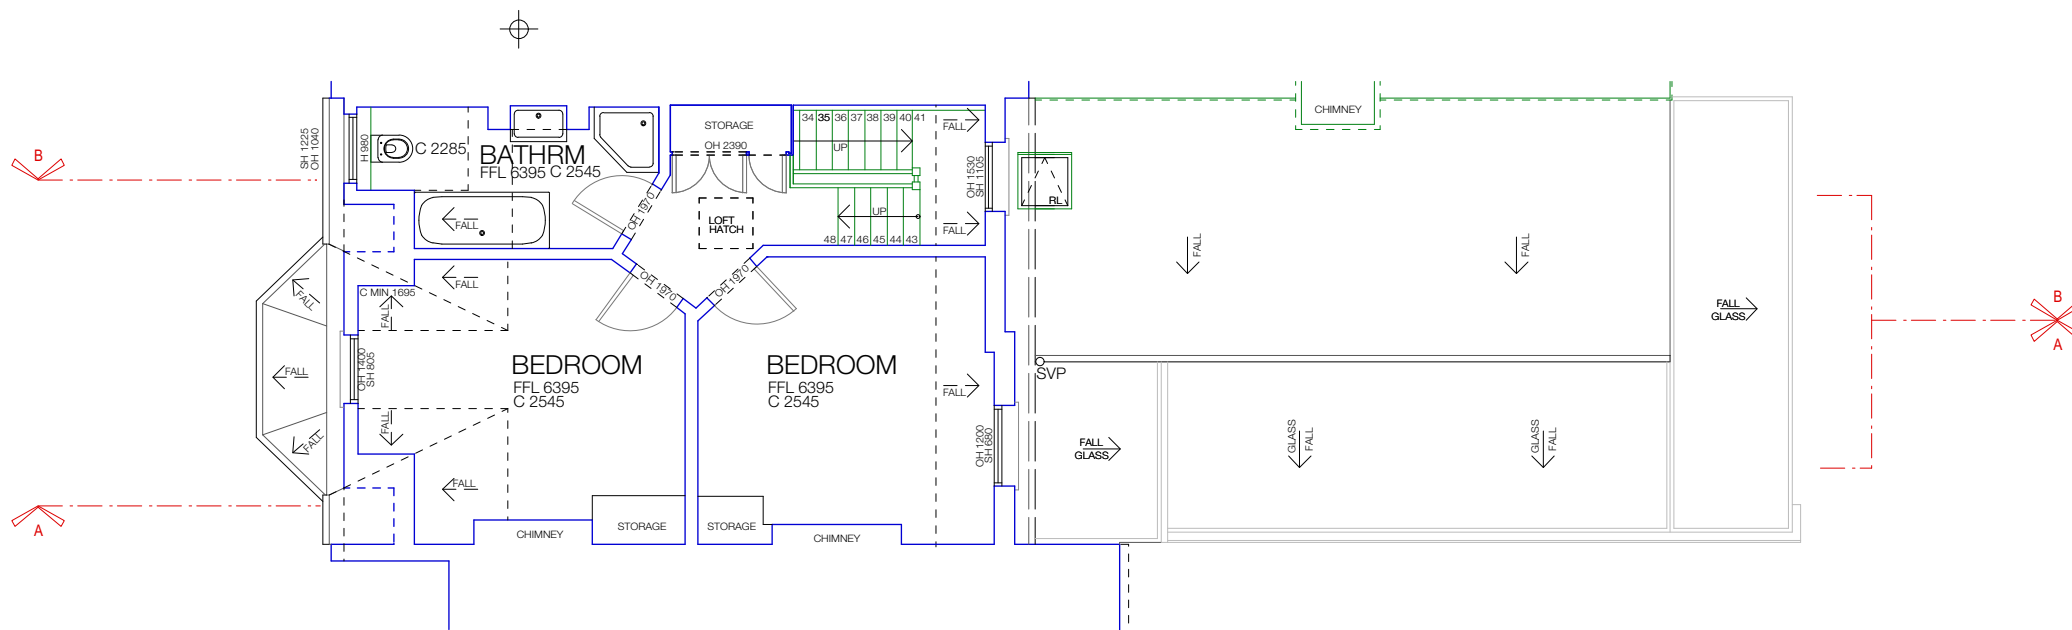 B
A
SH 1225
OH 1040
H 980
C 2285
BATHRM
FFL 6395 C 2545
FALL
OH 1970
STORAGE
OH 2390
LOFT
HATCH
34 35 36 37 38 39 40 41
UP
UP
48 47 46 45 44 43
FALL
FALL
OH 1530
SH 1105
RL
CHIMNEY
FALL
FALL
FALL
GLASS
B
A
FALL
FALL
FALL
C MIN 1695
FALL
FALL
OH 1400
SH 805
FALL
FALL
OH 1970
OH 1970
BEDROOM
FFL 6395
C 2545
BEDROOM
FFL 6395
C 2545
FALL
SVP
OH 1200
SH 680
FALL
GLASS
GLASS
FALL
GLASS
FALL
CHIMNEY
STORAGE
STORAGE
CHIMNEY